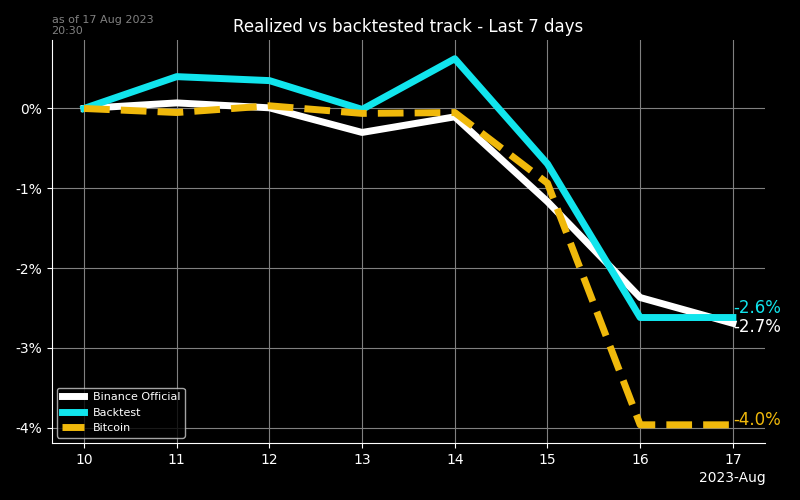 as of 17 Aug 2023
20:30
Realized vs backtested track - Last 7 days
0%
-1%
-2%
-3%
-4%
-2.6%
-2.7%
-4.0%
Binance Official
Backtest
Bitcoin
10 11 12 13 14 15 16 17
2023-Aug